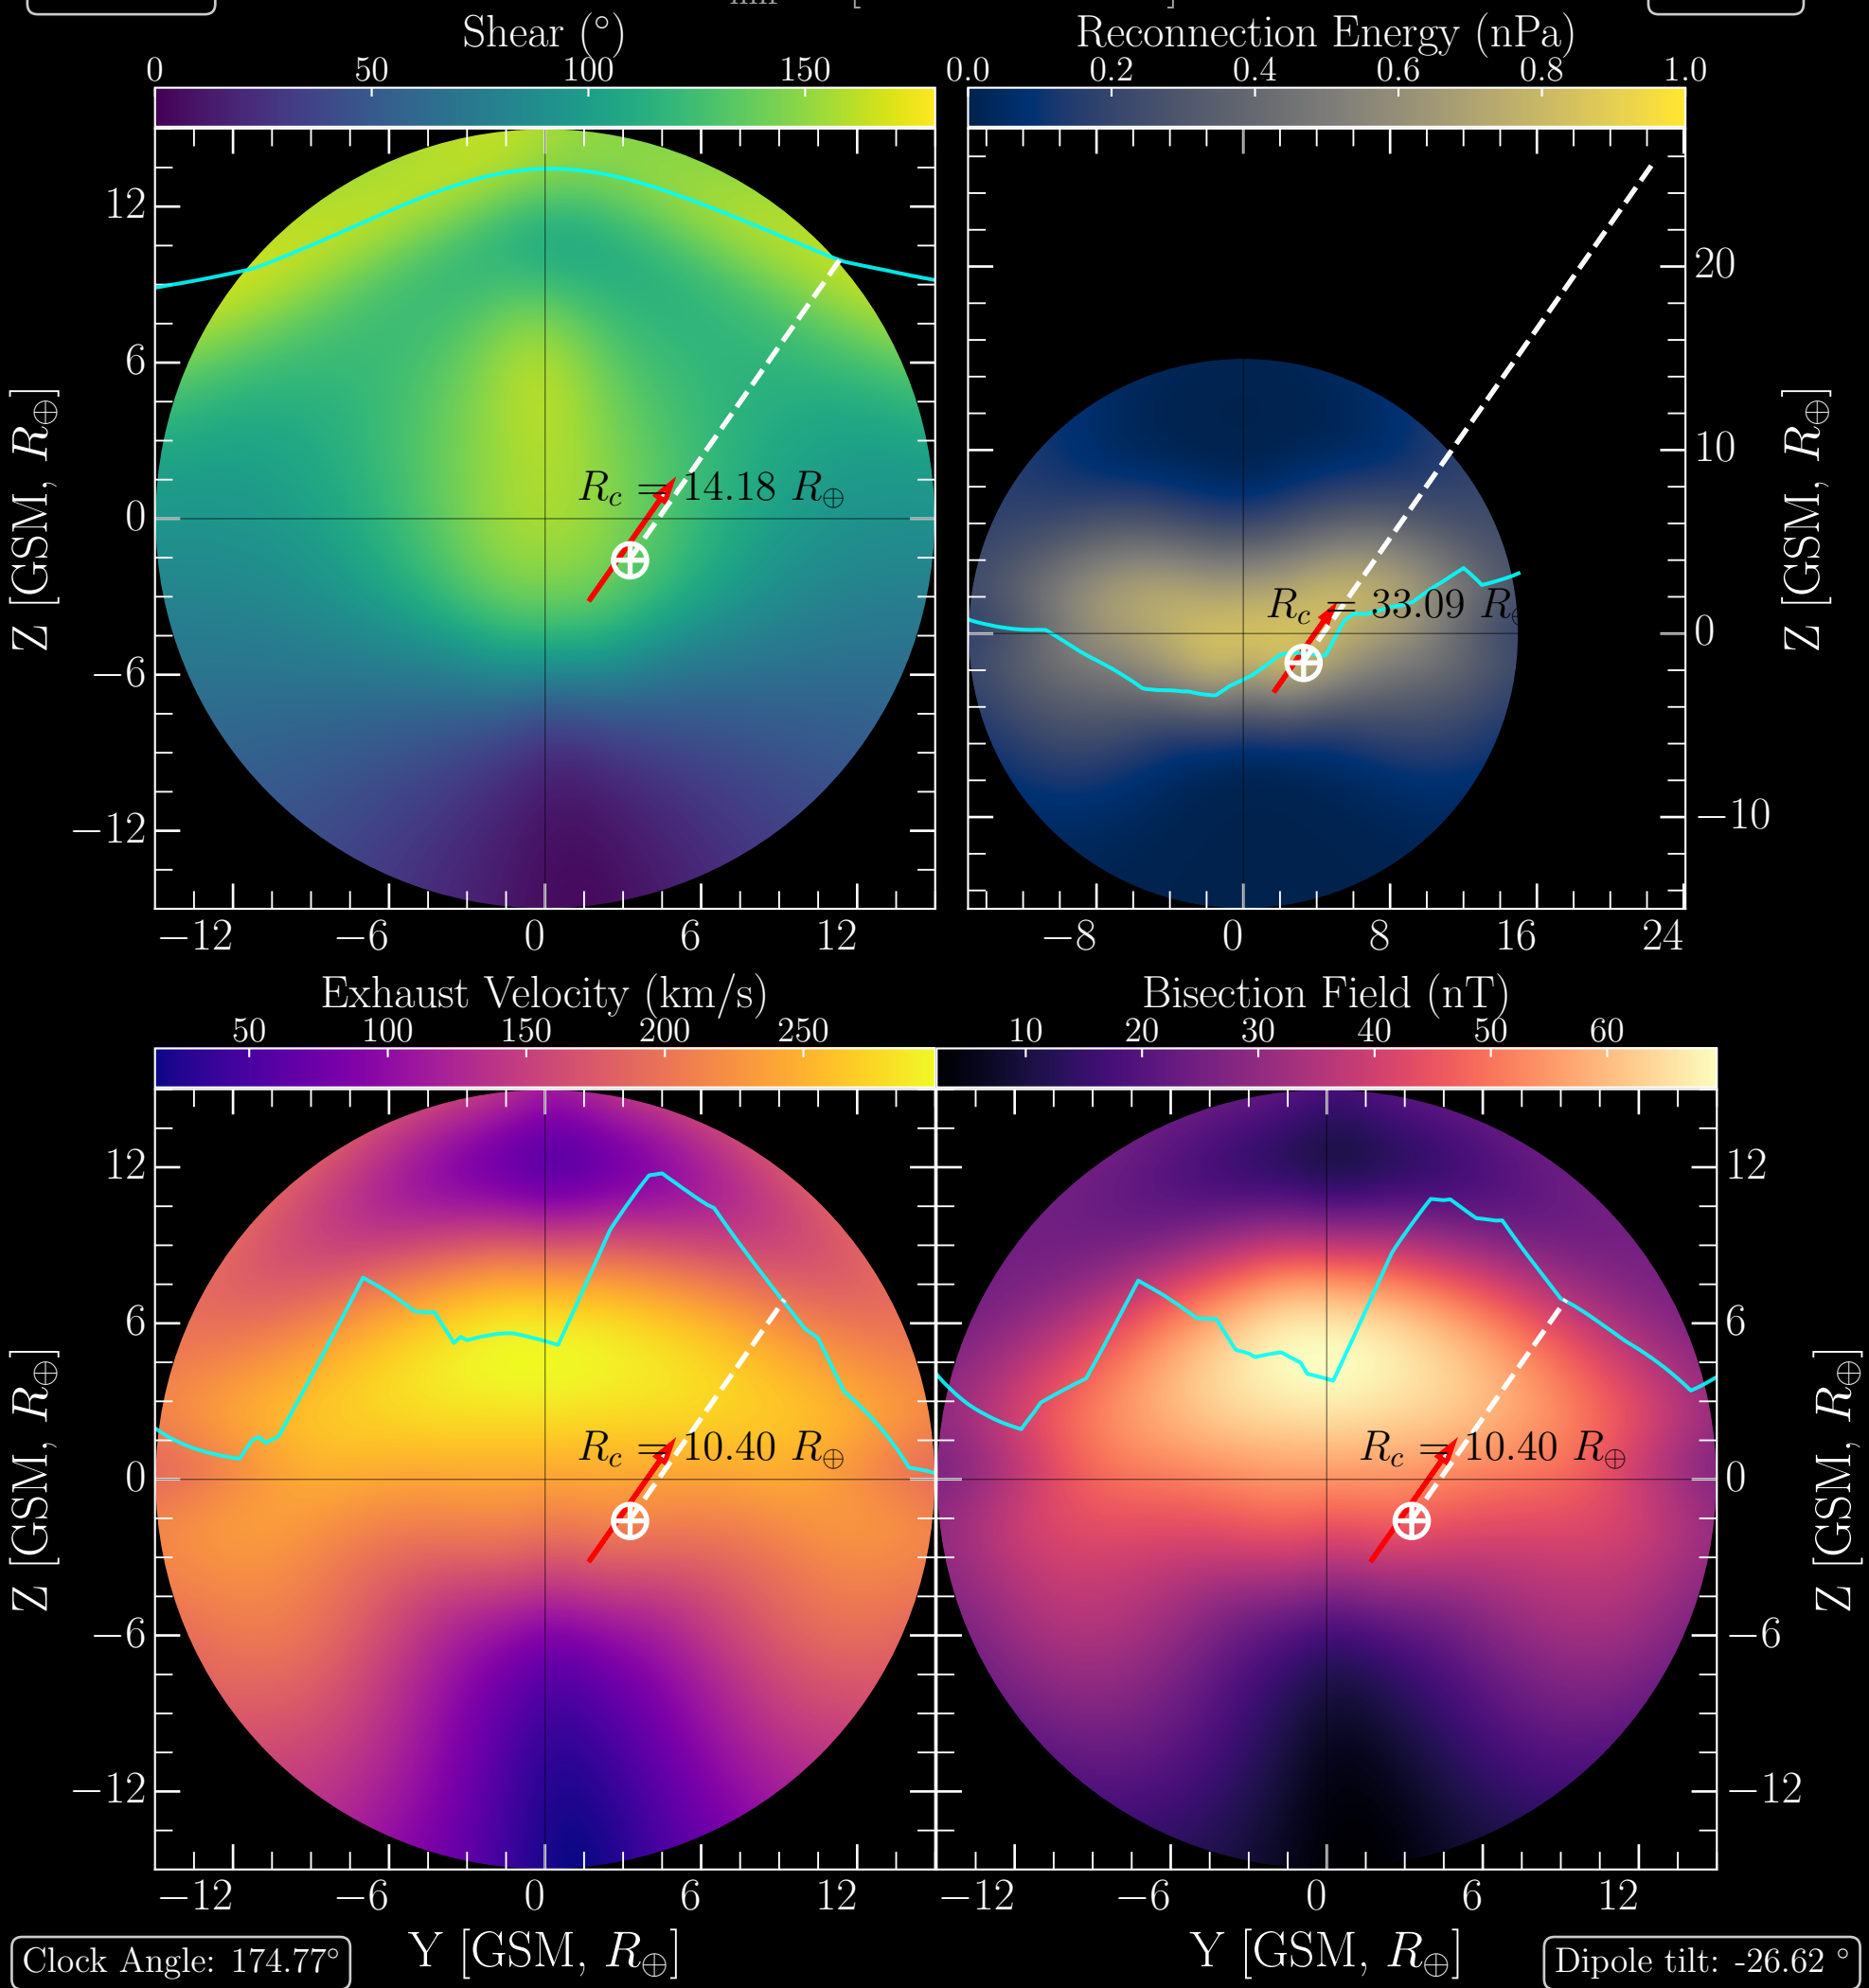 Shear (°)
0 50 100 150
Reconnection Energy (nPa)
0.0 0.2 0.4 0.6 0.8 1.0
Z [GSM, R⊕]
12
6
0
−6
−12
R_c = 14.18 R⊕
−12 −6 0 6 12
R_c = 33.09 R⊕
20
10
0
−10
Z [GSM, R⊕]
−8 0 8 16 24
Exhaust Velocity (km/s)
50 100 150 200 250
Bisection Field (nT)
10 20 30 40 50 60
Z [GSM, R⊕]
12
6
0
−6
−12
R_c = 10.40 R⊕
−12 −6 0 6 12
Y [GSM, R⊕]
R_c = 10.40 R⊕
12
6
0
−6
−12
Z [GSM, R⊕]
−12 −6 0 6 12
Y [GSM, R⊕]
Clock Angle: 174.77°
Dipole tilt: -26.62 °